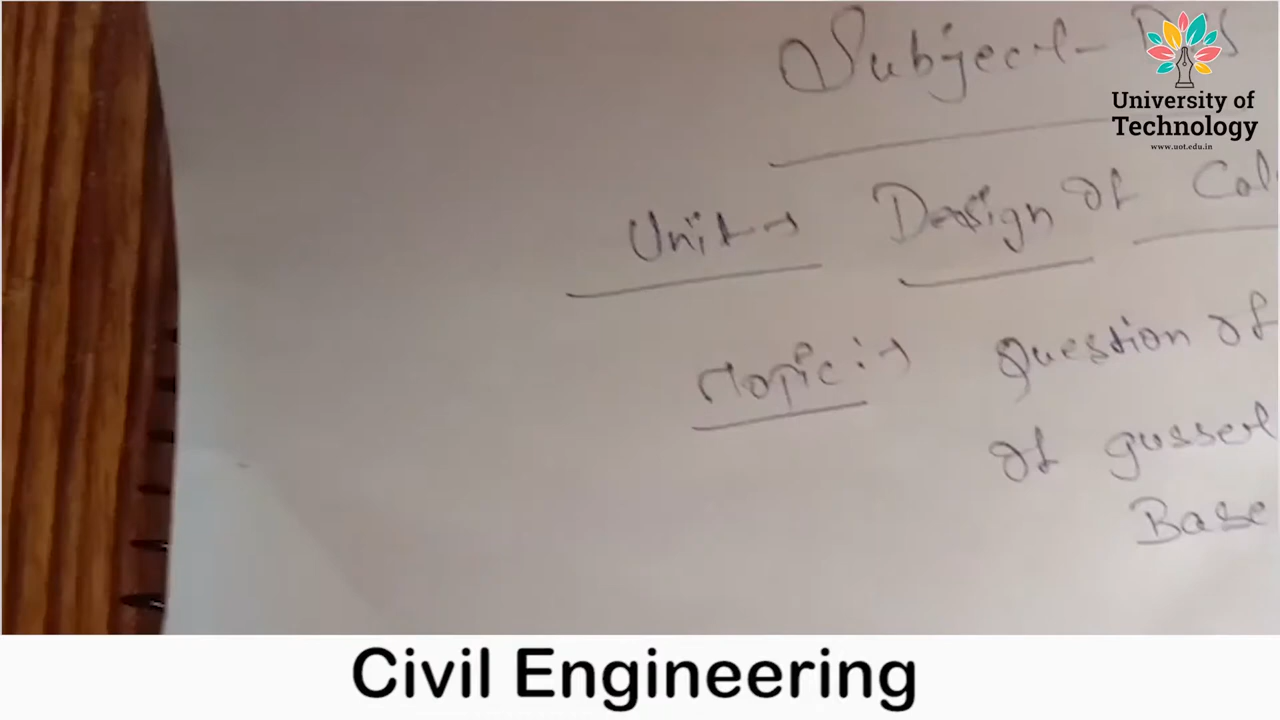 Subject -
University of
Technology
www.uot.edu.in
Unit → Design of Col
Topic :→ Question of
of gusset
Base
Civil Engineering